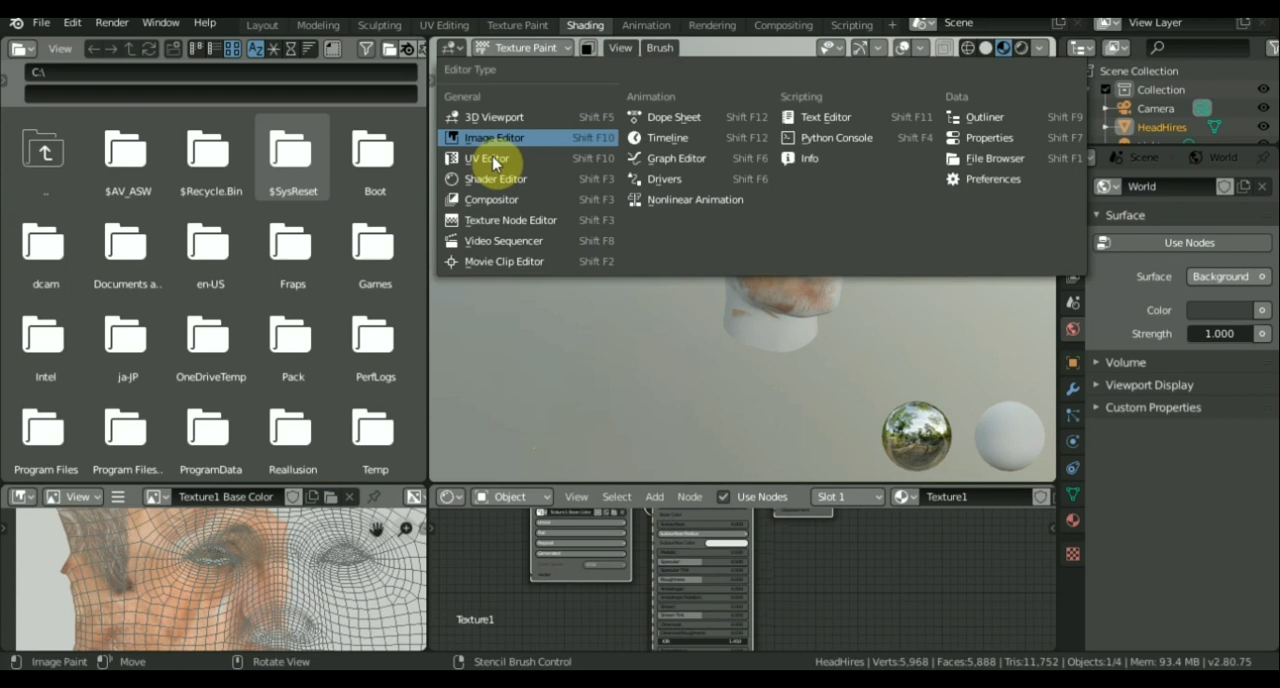 File Edit Render Window Help Layout Modeling Sculpting UV Editing Texture Paint Shading Animation Rendering Compositing Scripting + Scene View Layer
View Texture Paint View Brush
C:\
Editor Type
General
3D Viewport Shift F5
Image Editor Shift F10
UV Editor Shift F10
Shader Editor Shift F3
Compositor Shift F3
Texture Node Editor Shift F3
Video Sequencer Shift F8
Movie Clip Editor Shift F2
Animation
Dope Sheet Shift F12
Timeline Shift F12
Graph Editor Shift F6
Drivers Shift F6
Nonlinear Animation
Scripting
Text Editor Shift F11
Python Console Shift F4
Info
Data
Outliner Shift F9
Properties Shift F7
File Browser Shift F1
Preferences
Scene Collection
Collection
Camera
HeadHires
Scene World
World
Surface
Use Nodes
Surface Background
Color
Strength 1.000
Volume
Viewport Display
Custom Properties
.. $AV_ASW $Recycle.Bin $SysReset Boot
dcam Documents a.. en-US Fraps Games
Intel ja-JP OneDriveTemp Pack PerfLogs
Program Files Program Files.. ProgramData Reallusion Temp
View Texture1 Base Color
Object View Select Add Node Use Nodes Slot 1 Texture1
Texture1
Image Paint Move Rotate View Stencil Brush Control HeadHires | Verts:5,968 | Faces:5,888 | Tris:11,752 | Objects:1/4 | Mem: 93.4 MB | v2.80.75